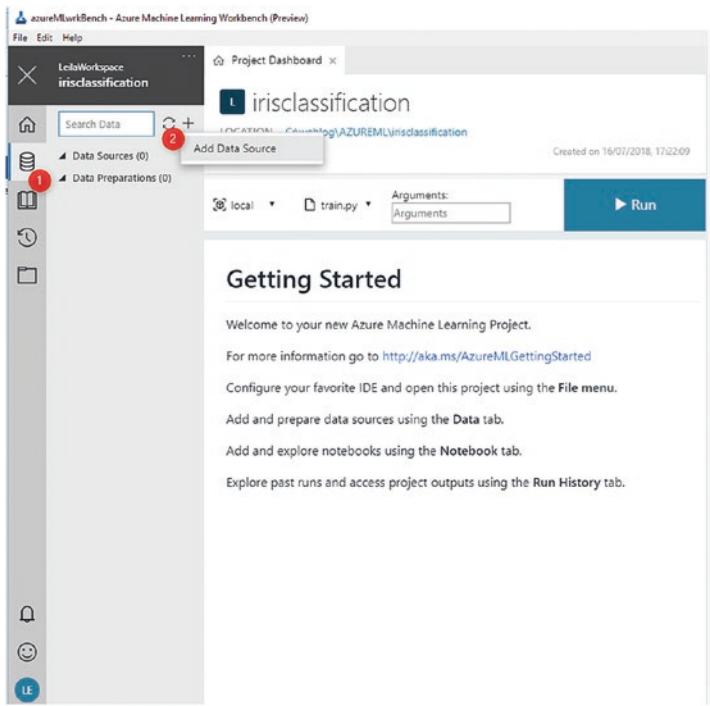 azureMLwrkBench - Azure Machine Learning Workbench (Preview)
File Edit Help
LeilaWorkspace
irisclassification
...
Search Data
2
Data Sources (0)
1
Data Preparations (0)
LE
Project Dashboard ×
L irisclassification
LOCATION \AZUREML\irisclassification
Add Data Source
Created on 16/07/2018, 17:22:09
local
train.py
Arguments:
Arguments
Run
Getting Started
Welcome to your new Azure Machine Learning Project.
For more information go to http://aka.ms/AzureMLGettingStarted
Configure your favorite IDE and open this project using the File menu.
Add and prepare data sources using the Data tab.
Add and explore notebooks using the Notebook tab.
Explore past runs and access project outputs using the Run History tab.